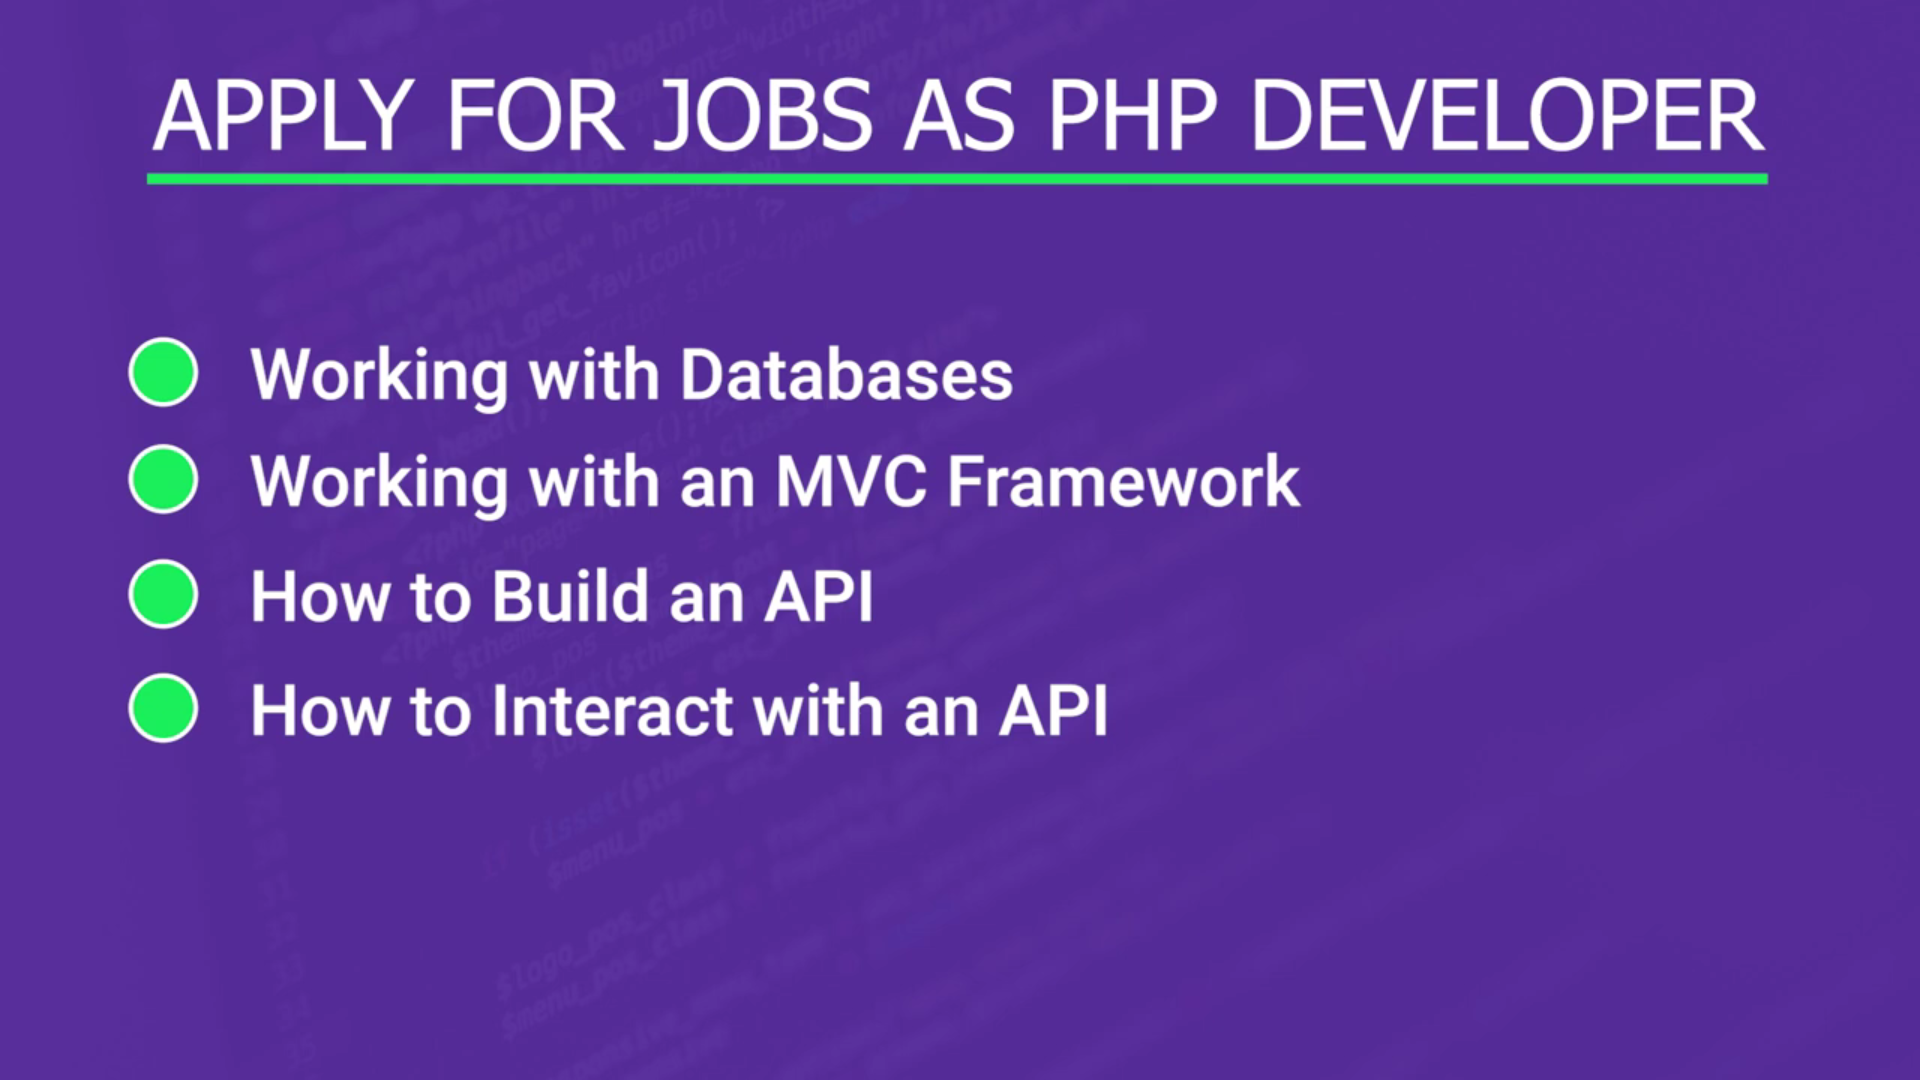 APPLY FOR JOBS AS PHP DEVELOPER
Working with Databases
Working with an MVC Framework
How to Build an API
How to Interact with an API